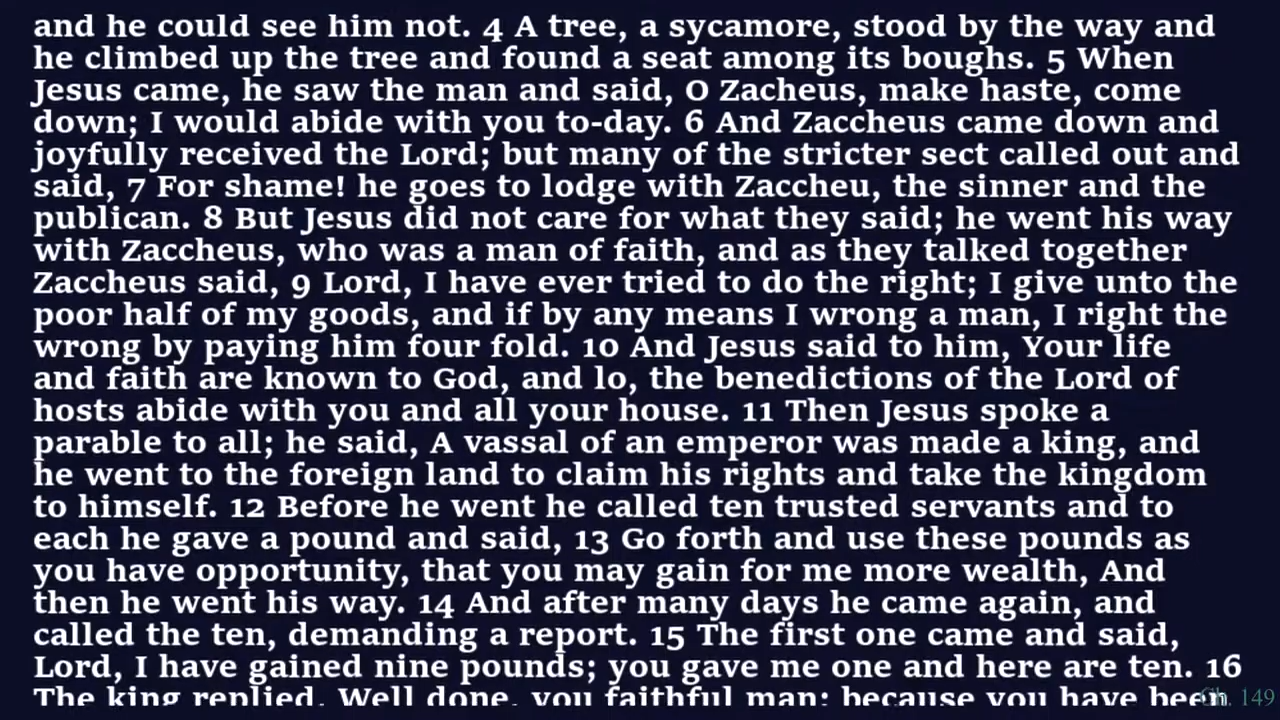 and he could see him not. 4 A tree, a sycamore, stood by the way and
he climbed up the tree and found a seat among its boughs. 5 When
Jesus came, he saw the man and said, O Zacheus, make haste, come
down; I would abide with you to-day. 6 And Zaccheus came down and
joyfully received the Lord; but many of the stricter sect called out and
said, 7 For shame! he goes to lodge with Zaccheu, the sinner and the
publican. 8 But Jesus did not care for what they said; he went his way
with Zaccheus, who was a man of faith, and as they talked together
Zaccheus said, 9 Lord, I have ever tried to do the right; I give unto the
poor half of my goods, and if by any means I wrong a man, I right the
wrong by paying him four fold. 10 And Jesus said to him, Your life
and faith are known to God, and lo, the benedictions of the Lord of
hosts abide with you and all your house. 11 Then Jesus spoke a
parable to all; he said, A vassal of an emperor was made a king, and
he went to the foreign land to claim his rights and take the kingdom
to himself. 12 Before he went he called ten trusted servants and to
each he gave a pound and said, 13 Go forth and use these pounds as
you have opportunity, that you may gain for me more wealth, And
then he went his way. 14 And after many days he came again, and
called the ten, demanding a report. 15 The first one came and said,
Lord, I have gained nine pounds; you gave me one and here are ten. 16
The king replied, Well done, you faithful man; because you have been
Ch. 149